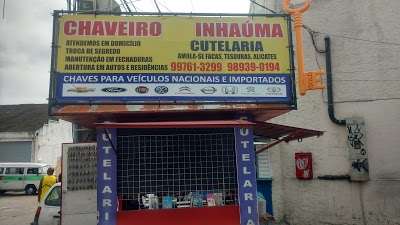 CHAVEIRO INHAÚMA
CUTELARIA
ATENDEMOS EM DOMICÍLIO
TROCA DE SEGREDO
AMOLA-SE FACAS, TESOURAS, ALICATES
MANUTENÇÃO EM FECHADURAS
ABERTURA EM AUTOS E RESIDÊNCIAS 99761-3299 98939-0194
CHAVES PARA VEÍCULOS NACIONAIS E IMPORTADOS
CUTELARIA
CUTELARIA